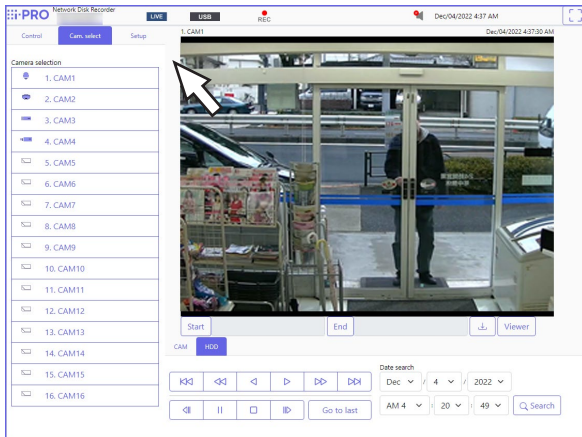 i-PRO Network Disk Recorder
LIVE
USB
REC
Dec/04/2022 4:37 AM
Control
Cam. select
Setup
1. CAM1
Dec/04/2022 4:37:30 AM
Camera selection
1. CAM1
2. CAM2
3. CAM3
4. CAM4
5. CAM5
6. CAM6
7. CAM7
8. CAM8
9. CAM9
10. CAM10
11. CAM11
12. CAM12
13. CAM13
14. CAM14
15. CAM15
16. CAM16
Start
End
Viewer
CAM
HDD
Go to last
Date search
Dec / 4 / 2022
AM 4 : 20 : 49
Search